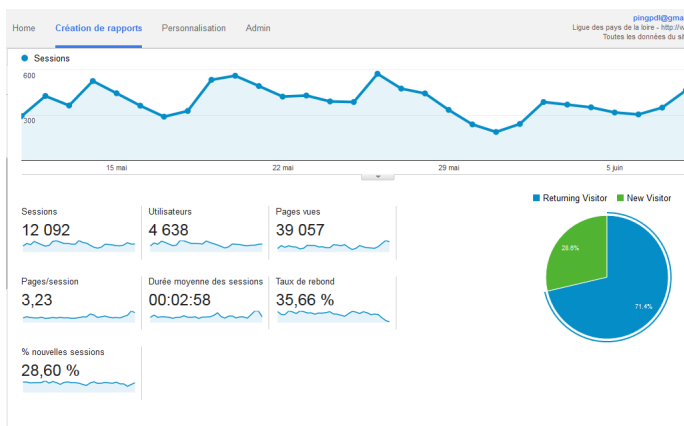 Home Création de rapports Personnalisation Admin
pingpdl@gma
Ligue des pays de la loire - http://w
Toutes les données du sit
Sessions
600
300
15 mai 22 mai 29 mai 5 juin
Returning Visitor New Visitor
Sessions Utilisateurs Pages vues
12 092 4 638 39 057
28.6%
71.4%
Pages/session Durée moyenne des sessions Taux de rebond
3,23 00:02:58 35,66 %
% nouvelles sessions
28,60 %